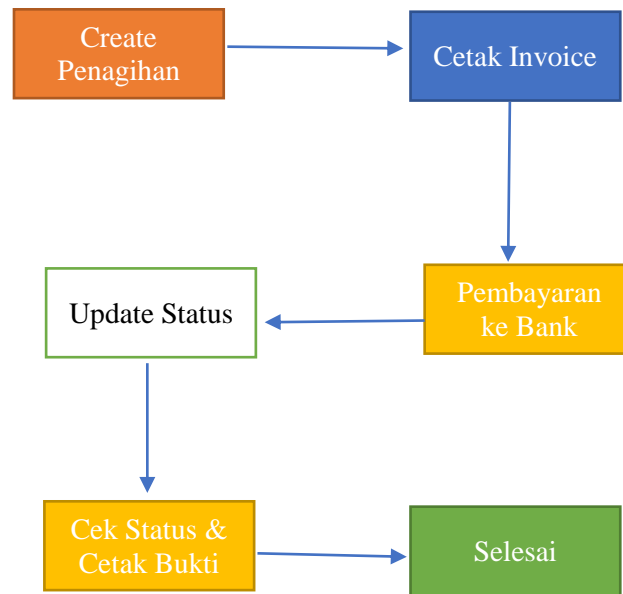 Create
Penagihan
Cetak Invoice
Pembayaran
ke Bank
Update Status
Cek Status &
Cetak Bukti
Selesai